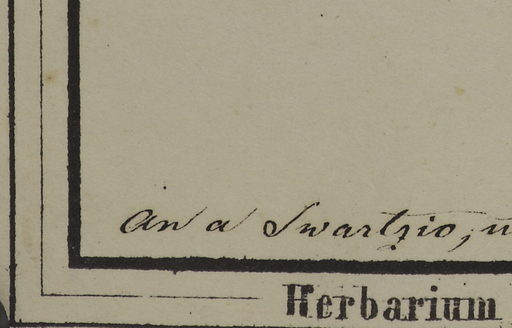 An a Swartzio,
Herbarium